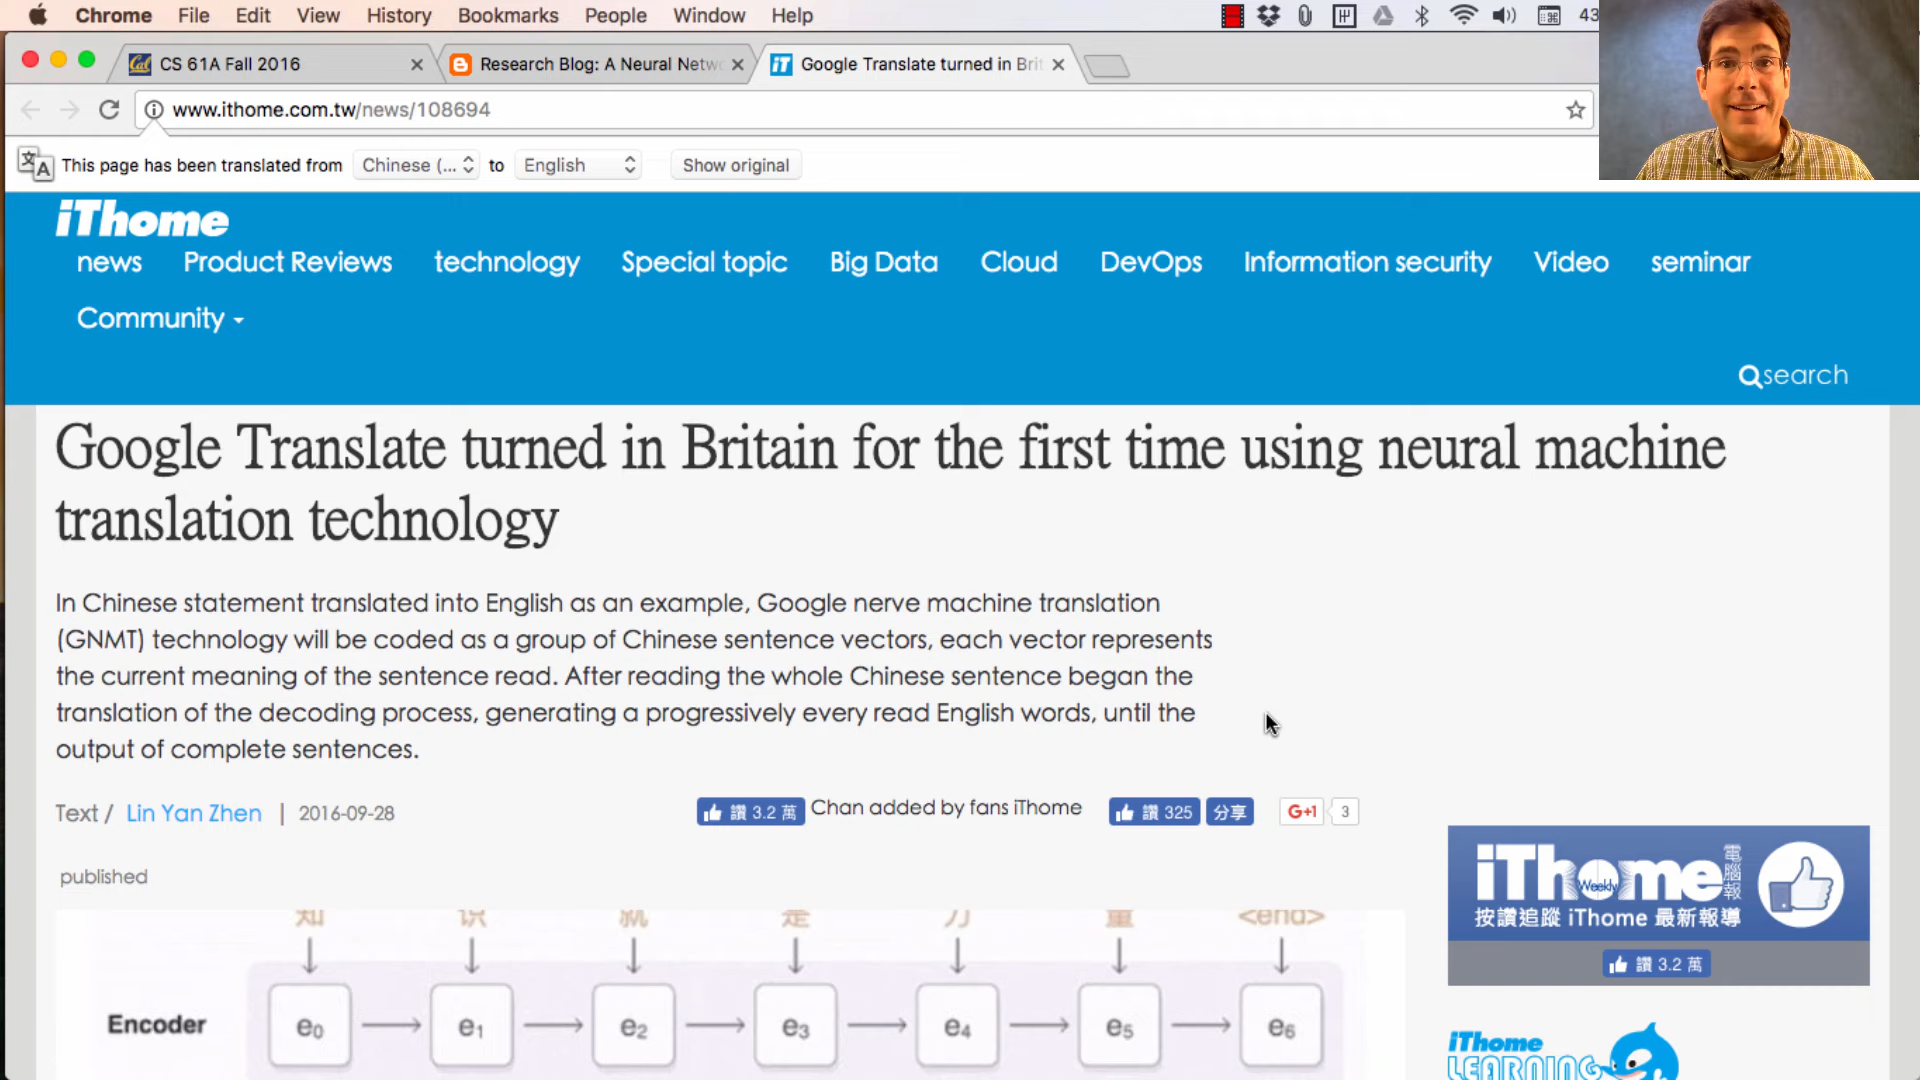 Chrome File Edit View History Bookmarks People Window Help 43
CS 61A Fall 2016
Research Blog: A Neural Netw
Google Translate turned in Brit
www.ithome.com.tw/news/108694
This page has been translated from Chinese (... to English Show original
iThome
news Product Reviews technology Special topic Big Data Cloud DevOps Information security Video seminar
Community
search
Google Translate turned in Britain for the first time using neural machine
translation technology
In Chinese statement translated into English as an example, Google nerve machine translation
(GNMT) technology will be coded as a group of Chinese sentence vectors, each vector represents
the current meaning of the sentence read. After reading the whole Chinese sentence began the
translation of the decoding process, generating a progressively every read English words, until the
output of complete sentences.
Text / Lin Yan Zhen | 2016-09-28
讚 3.2 萬 Chan added by fans iThome 讚 325 分享 G+1 3
published
iThome Weekly 電腦報
按讚追蹤 iThome 最新報導
讚 3.2 萬
知 识 就 是 力 量 <end>
Encoder e0 e1 e2 e3 e4 e5 e6
iThome
LEARNING